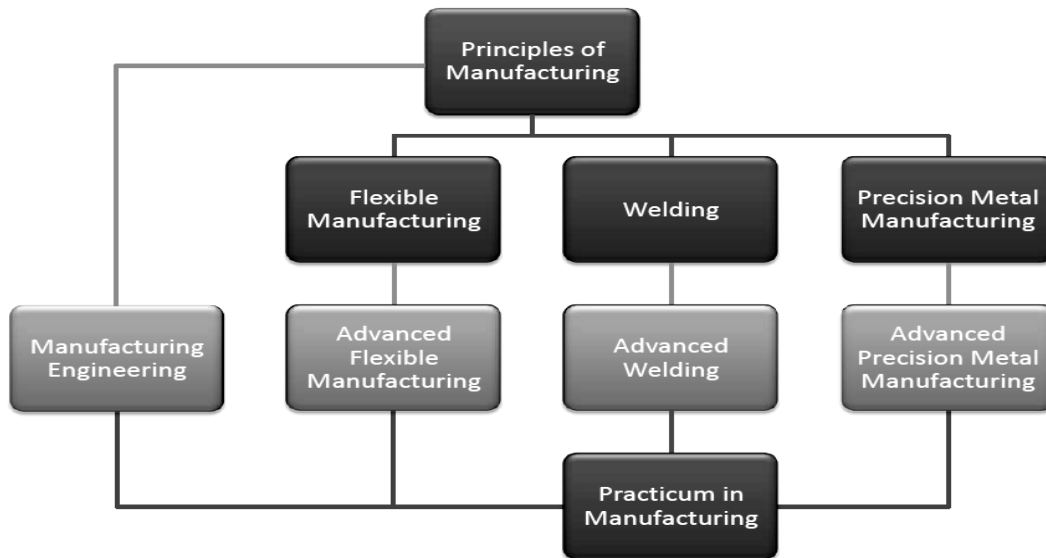 Principles of
Manufacturing
Flexible
Manufacturing
Welding
Precision Metal
Manufacturing
Manufacturing
Engineering
Advanced
Flexible
Manufacturing
Advanced
Welding
Advanced
Precision Metal
Manufacturing
Practicum in
Manufacturing